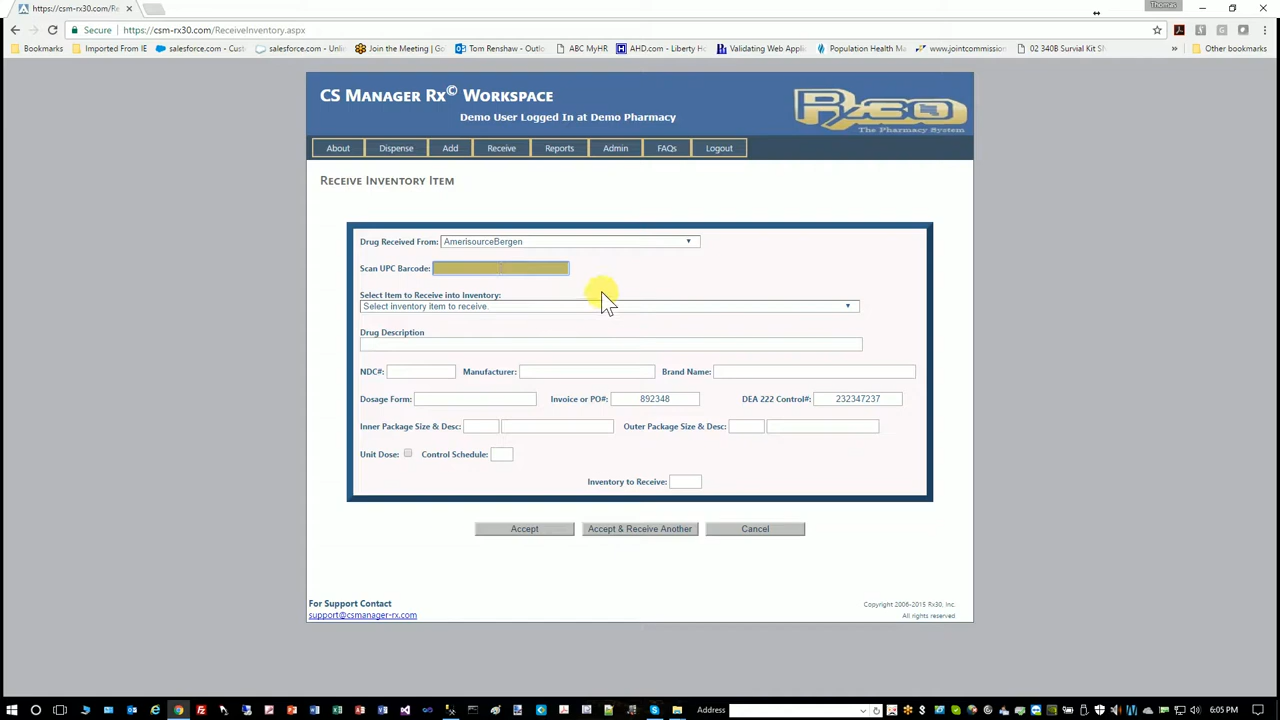 Thomas
https://csm-rx30.com/Re
Secure https://csm-rx30.com/ReceiveInventory.aspx
Bookmarks Imported From IE salesforce.com - Cust salesforce.com - Unli Join the Meeting | Go Tom Renshaw - Outlo ABC MyHR AHD.com - Liberty Ho Validating Web Appli Population Health Ma www.jointcommission 02 340B Survial Kit Sh » Other bookmarks
CS Manager Rx© Workspace
Demo User Logged In at Demo Pharmacy
Rx30
The Pharmacy System
About Dispense Add Receive Reports Admin FAQs Logout
Receive Inventory Item
Drug Received From: AmerisourceBergen
Scan UPC Barcode:
Select Item to Receive into Inventory:
Select inventory item to receive.
Drug Description
NDC#: Manufacturer: Brand Name:
Dosage Form: Invoice or PO#: 892348 DEA 222 Control#: 232347237
Inner Package Size & Desc: Outer Package Size & Desc:
Unit Dose: Control Schedule:
Inventory to Receive:
Accept Accept & Receive Another Cancel
For Support Contact
support@csmanager-rx.com
Copyright 2006-2015 Rx30, Inc.
All rights reserved
Address
6:05 PM